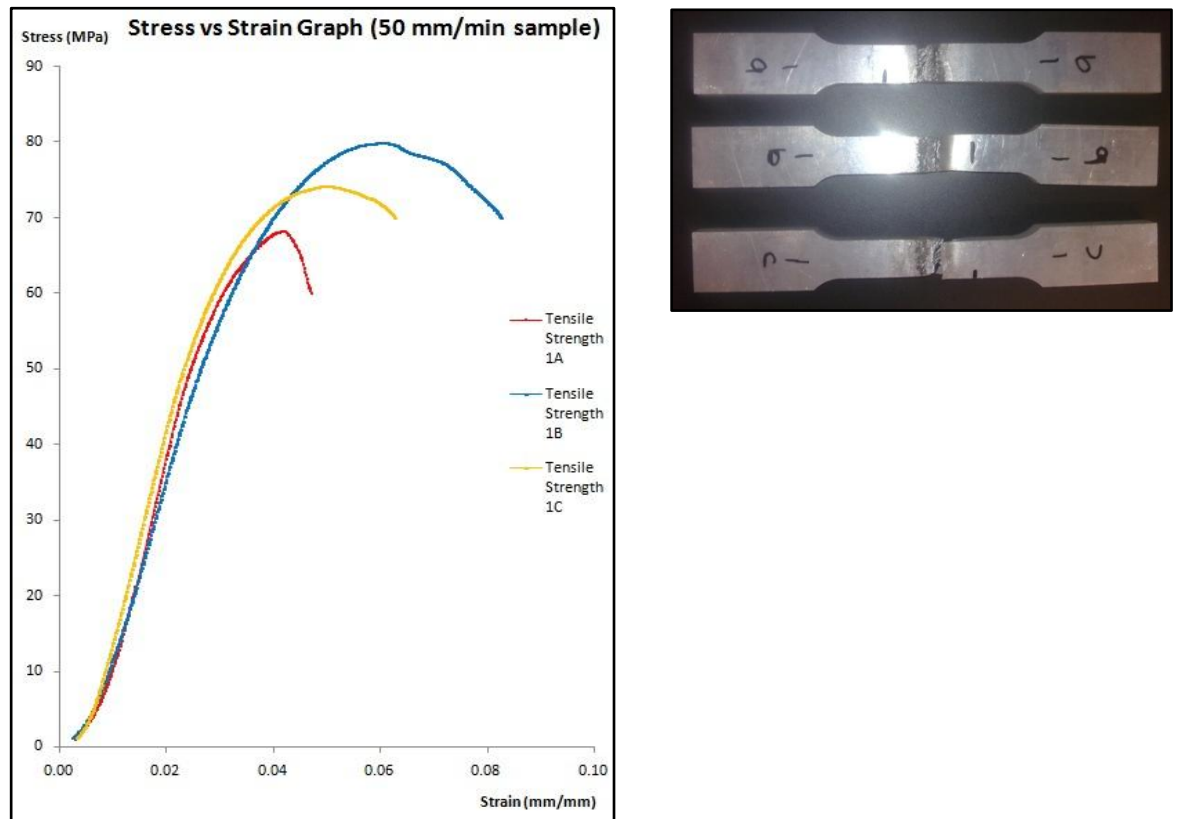 Stress vs Strain Graph (50 mm/min sample)
Stress (MPa)
90
80
70
60
50
40
30
20
10
0
0.00 0.02 0.04 0.06 0.08 0.10
Strain (mm/mm)
Tensile
Strength
1A
Tensile
Strength
1B
Tensile
Strength
1C